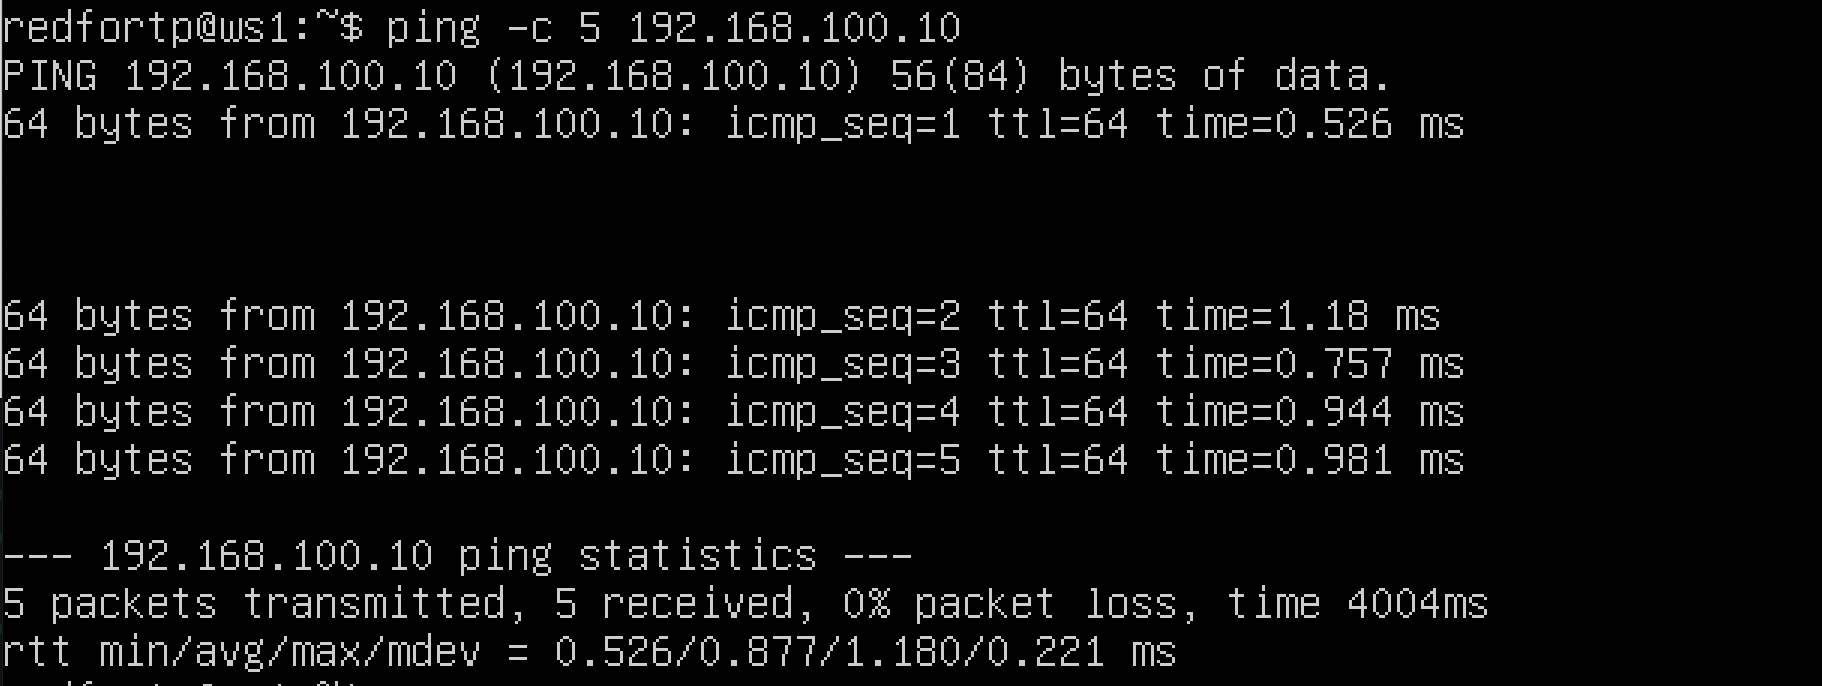 redfortp@ws1:~$ ping -c 5 192.168.100.10
PING 192.168.100.10 (192.168.100.10) 56(84) bytes of data.
64 bytes from 192.168.100.10: icmp_seq=1 ttl=64 time=0.526 ms
64 bytes from 192.168.100.10: icmp_seq=2 ttl=64 time=1.18 ms
64 bytes from 192.168.100.10: icmp_seq=3 ttl=64 time=0.757 ms
64 bytes from 192.168.100.10: icmp_seq=4 ttl=64 time=0.944 ms
64 bytes from 192.168.100.10: icmp_seq=5 ttl=64 time=0.981 ms
--- 192.168.100.10 ping statistics ---
5 packets transmitted, 5 received, 0% packet loss, time 4004ms
rtt min/avg/max/mdev = 0.526/0.877/1.180/0.221 ms